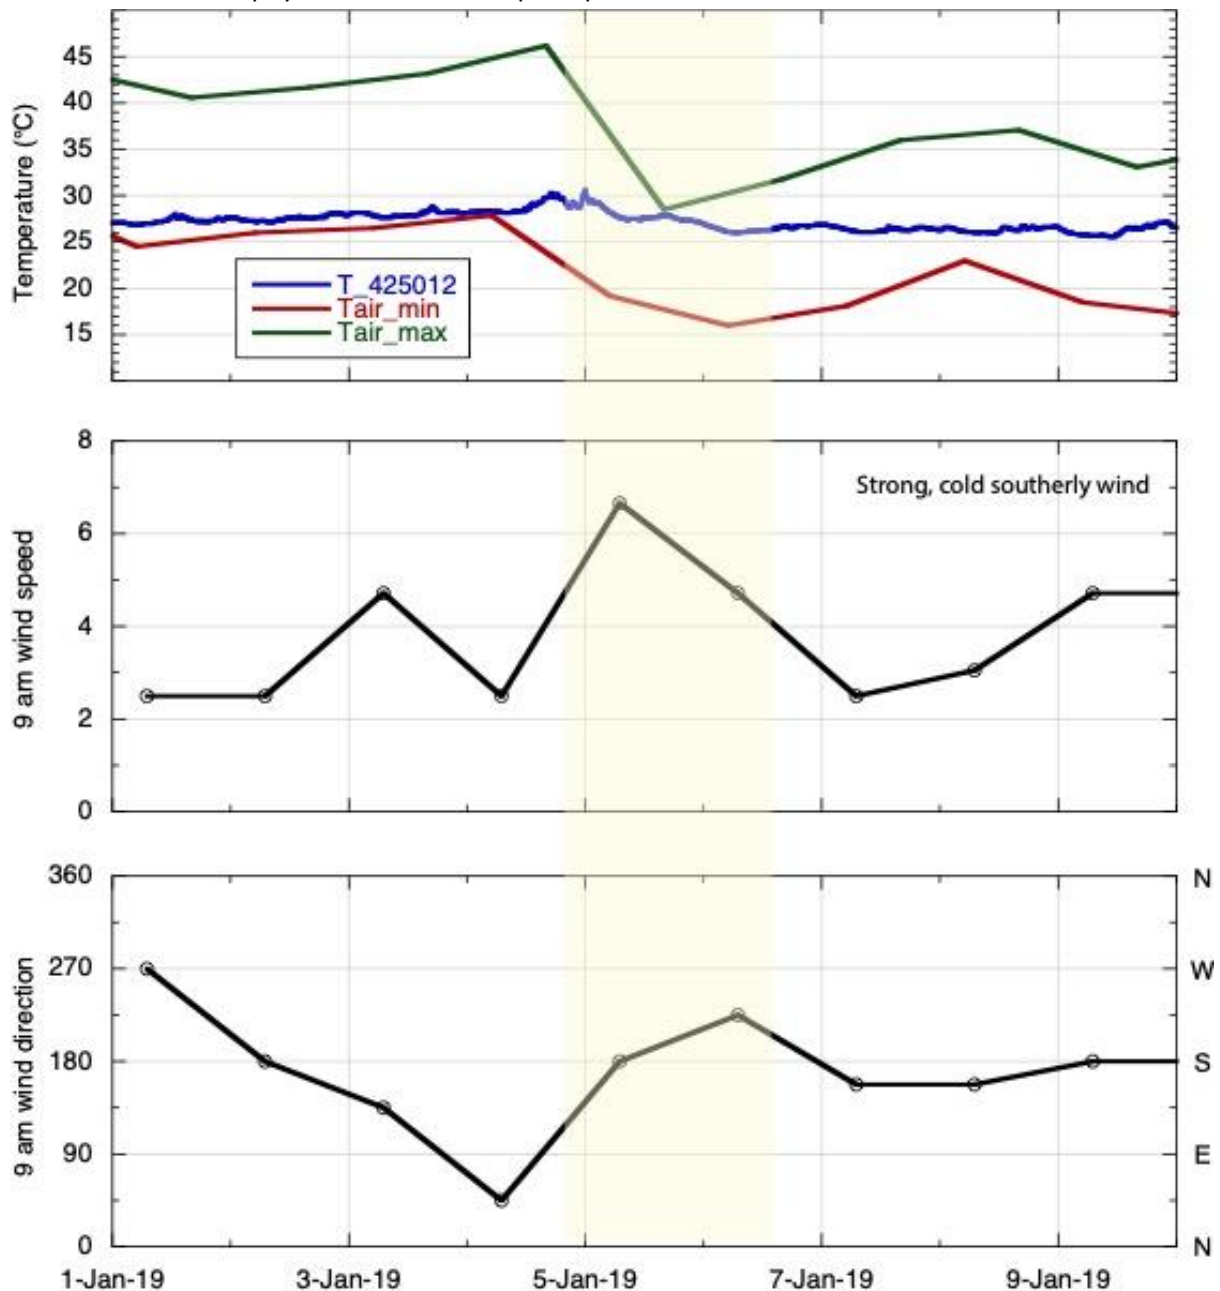 45
40
35
30
25
20
15
Temperature (°C)
T_425012
Tair_min
Tair_max
8
6
4
2
0
9 am wind speed
Strong, cold southerly wind
360
270
180
90
0
9 am wind direction
N
W
S
E
N
1-Jan-19
3-Jan-19
5-Jan-19
7-Jan-19
9-Jan-19